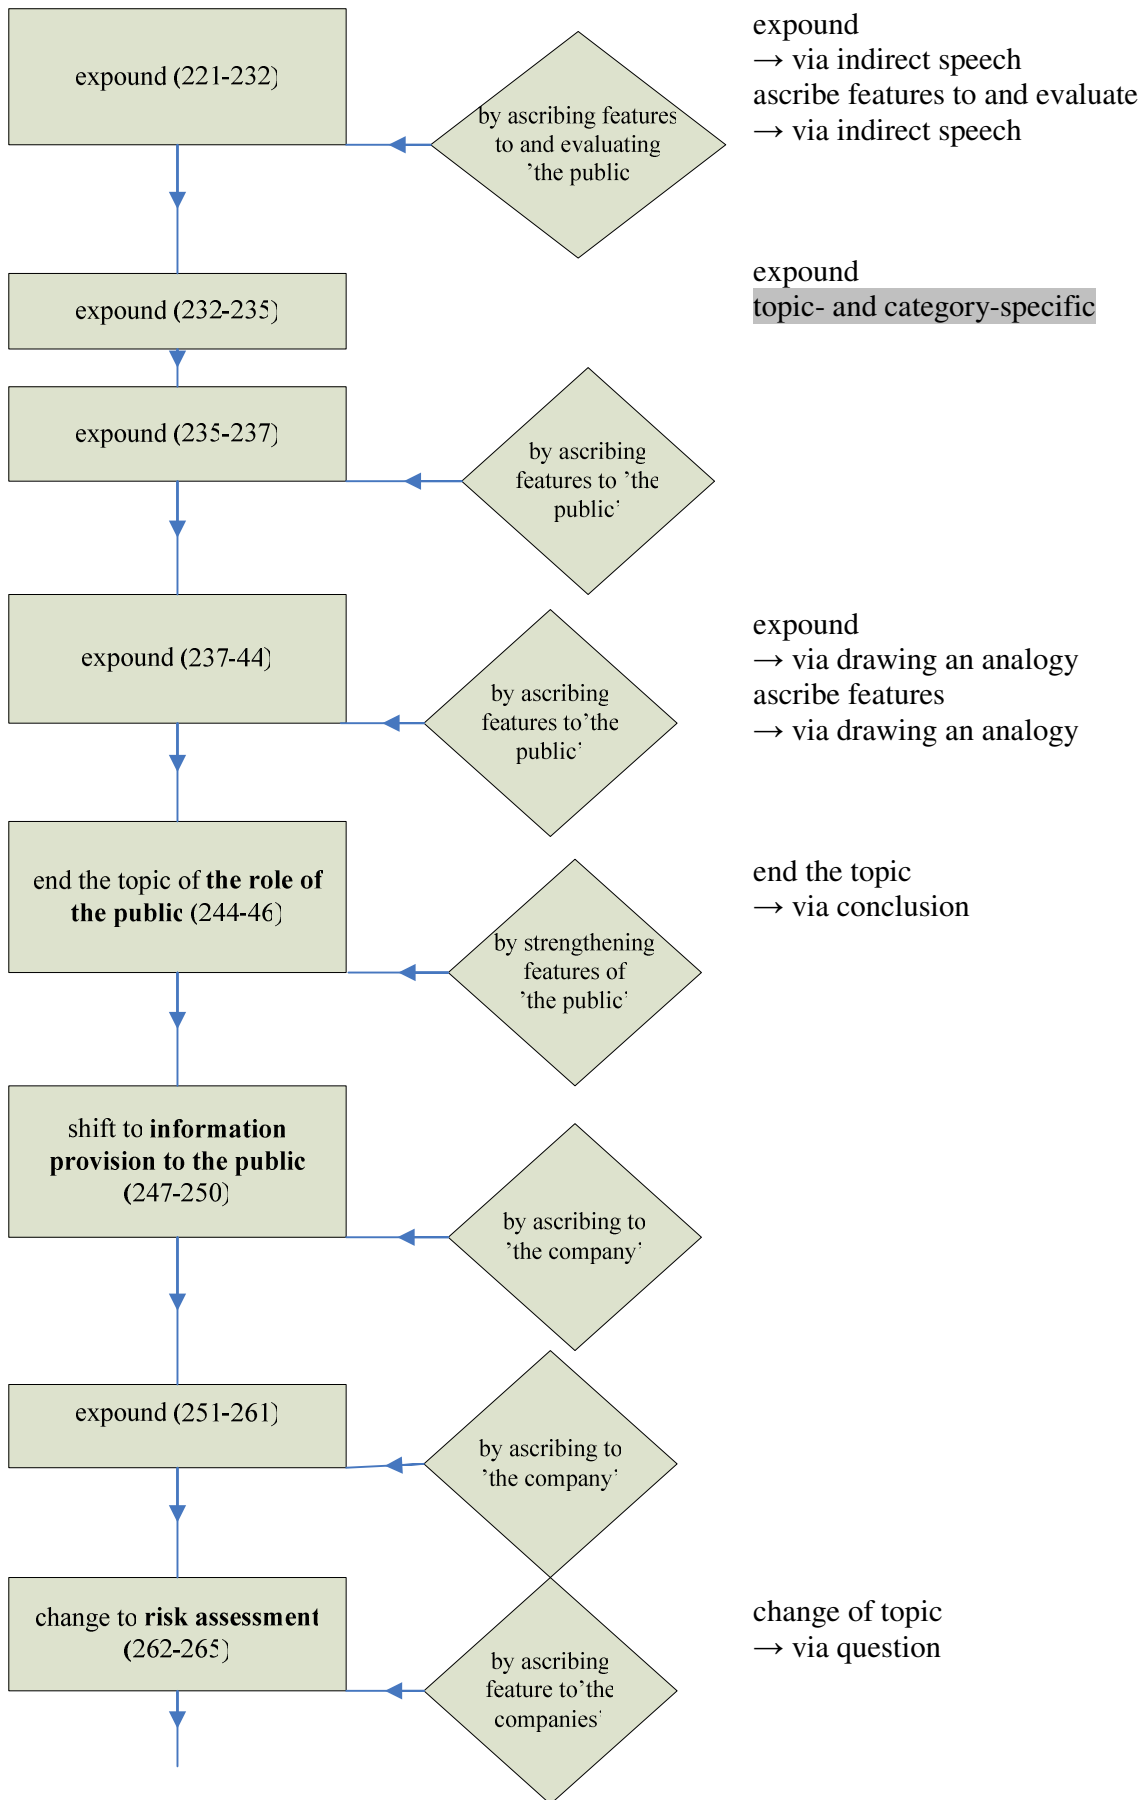 expound (221-232)
by ascribing features
to and evaluating
'the public
expound
→ via indirect speech
ascribe features to and evaluate
→ via indirect speech
expound (232-235)
expound
topic- and category-specific
expound (235-237)
by ascribing
features to 'the
public'
expound (237-44)
by ascribing
features to'the
public'
expound
→ via drawing an analogy
ascribe features
→ via drawing an analogy
end the topic of the role of
the public (244-46)
by strengthening
features of
'the public'
end the topic
→ via conclusion
shift to information
provision to the public
(247-250)
by ascribing to
'the company'
expound (251-261)
by ascribing to
'the company'
change to risk assessment
(262-265)
by ascribing
feature to'the
companies'
change of topic
→ via question